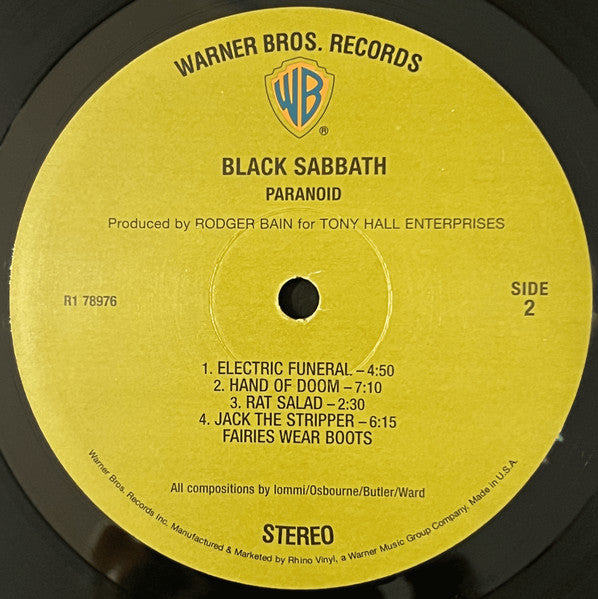 WARNER BROS. RECORDS
WB
®
BLACK SABBATH
PARANOID
Produced by RODGER BAIN for TONY HALL ENTERPRISES
R1 78976
SIDE
2
1. ELECTRIC FUNERAL – 4:50
2. HAND OF DOOM – 7:10
3. RAT SALAD – 2:30
4. JACK THE STRIPPER – 6:15
FAIRIES WEAR BOOTS
All compositions by Iommi/Osbourne/Butler/Ward
STEREO
Warner Bros. Records Inc. Manufactured & Marketed by Rhino Vinyl, a Warner Music Group Company. Made in U.S.A.